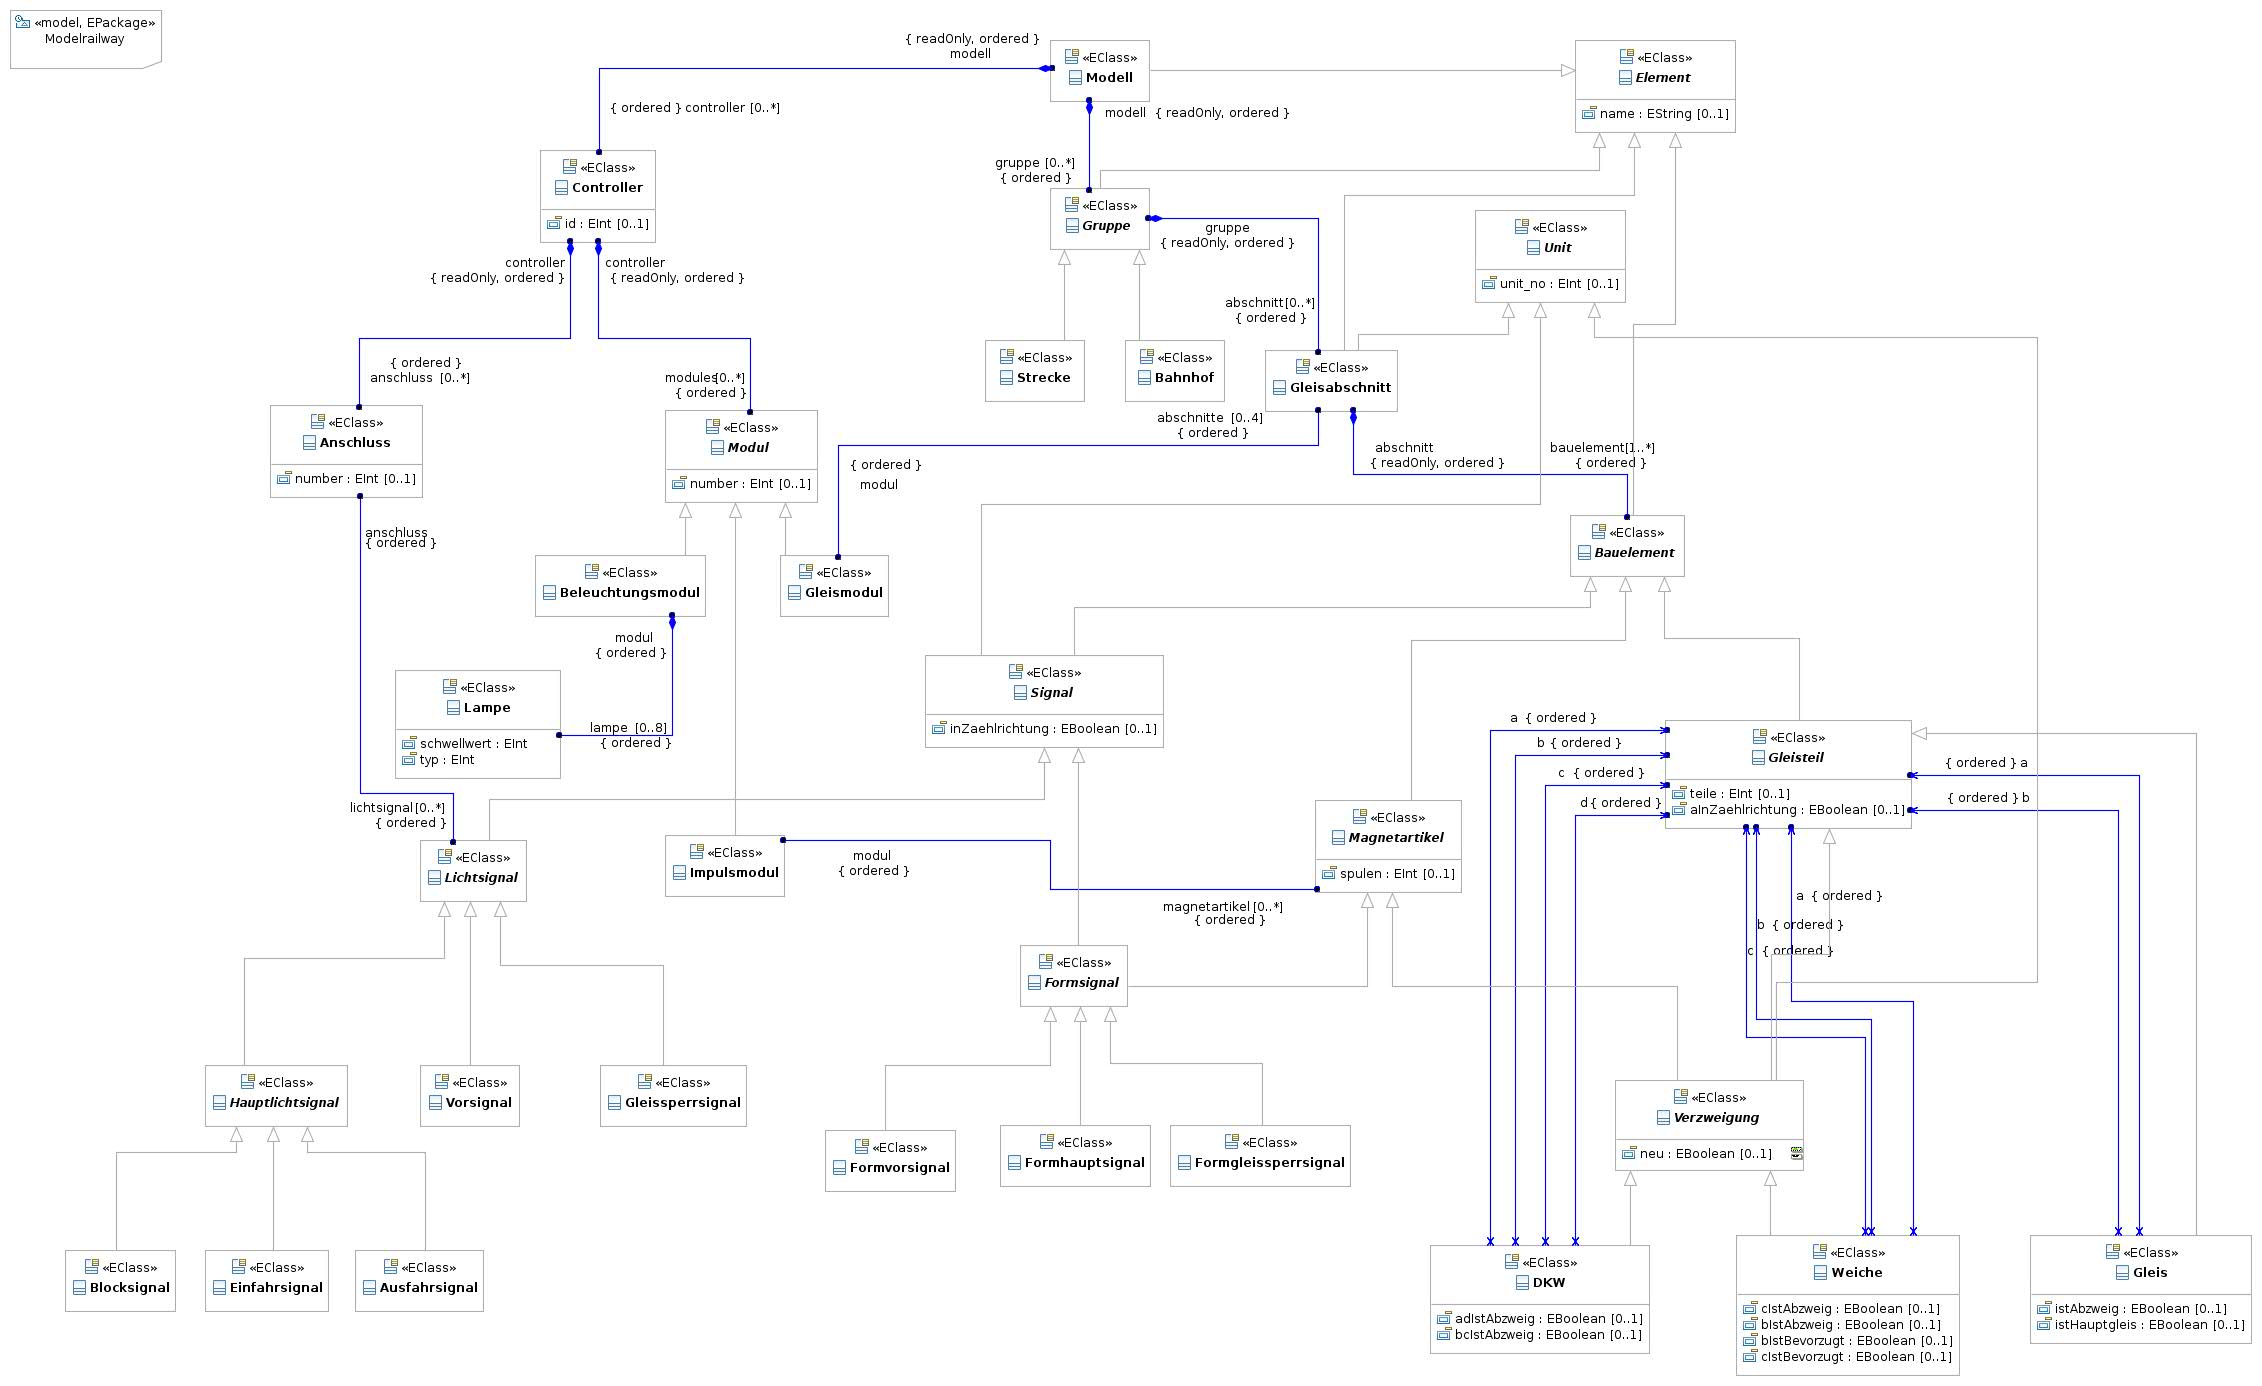 «model, EPackage»
Modelrailway
{ readOnly, ordered }
modell
«EClass»
Modell
«EClass»
Element
name : EString [0..1]
{ ordered } controller [0..*]
modell { readOnly, ordered }
gruppe [0..*]
{ ordered }
«EClass»
Controller
id : EInt [0..1]
«EClass»
Gruppe
gruppe
{ readOnly, ordered }
«EClass»
Unit
unit_no : EInt [0..1]
controller
{ readOnly, ordered }
controller
{ readOnly, ordered }
abschnitt[0..*]
{ ordered }
«EClass»
Strecke
«EClass»
Bahnhof
«EClass»
Gleisabschnitt
{ ordered }
anschluss [0..*]
modules[0..*]
{ ordered }
abschnitte [0..4]
{ ordered }
«EClass»
Anschluss
number : EInt [0..1]
«EClass»
Modul
number : EInt [0..1]
{ ordered }
modul
abschnitt
{ readOnly, ordered }
bauelement[1..*]
{ ordered }
anschluss
{ ordered }
«EClass»
Beleuchtungsmodul
«EClass»
Gleismodul
«EClass»
Bauelement
modul
{ ordered }
«EClass»
Lampe
schwellwert : EInt
typ : EInt
lampe [0..8]
{ ordered }
«EClass»
Signal
inZaehlrichtung : EBoolean [0..1]
a { ordered }
b { ordered }
c { ordered }
d { ordered }
«EClass»
Gleisteil
teile : EInt [0..1]
aInZaehlrichtung : EBoolean [0..1]
{ ordered } a
{ ordered } b
lichtsignal[0..*]
{ ordered }
«EClass»
Lichtsignal
«EClass»
Impulsmodul
modul
{ ordered }
«EClass»
Magnetartikel
spulen : EInt [0..1]
magnetartikel [0..*]
{ ordered }
a { ordered }
b { ordered }
c { ordered }
«EClass»
Formsignal
«EClass»
Hauptlichtsignal
«EClass»
Vorsignal
«EClass»
Gleissperrsignal
«EClass»
Formvorsignal
«EClass»
Formhauptsignal
«EClass»
Formgleissperrsignal
«EClass»
Verzweigung
neu : EBoolean [0..1]
«EClass»
Blocksignal
«EClass»
Einfahrsignal
«EClass»
Ausfahrsignal
«EClass»
DKW
adIstAbzweig : EBoolean [0..1]
bcIstAbzweig : EBoolean [0..1]
«EClass»
Weiche
cIstAbzweig : EBoolean [0..1]
bIstAbzweig : EBoolean [0..1]
bIstBevorzugt : EBoolean [0..1]
cIstBevorzugt : EBoolean [0..1]
«EClass»
Gleis
istAbzweig : EBoolean [0..1]
istHauptgleis : EBoolean [0..1]